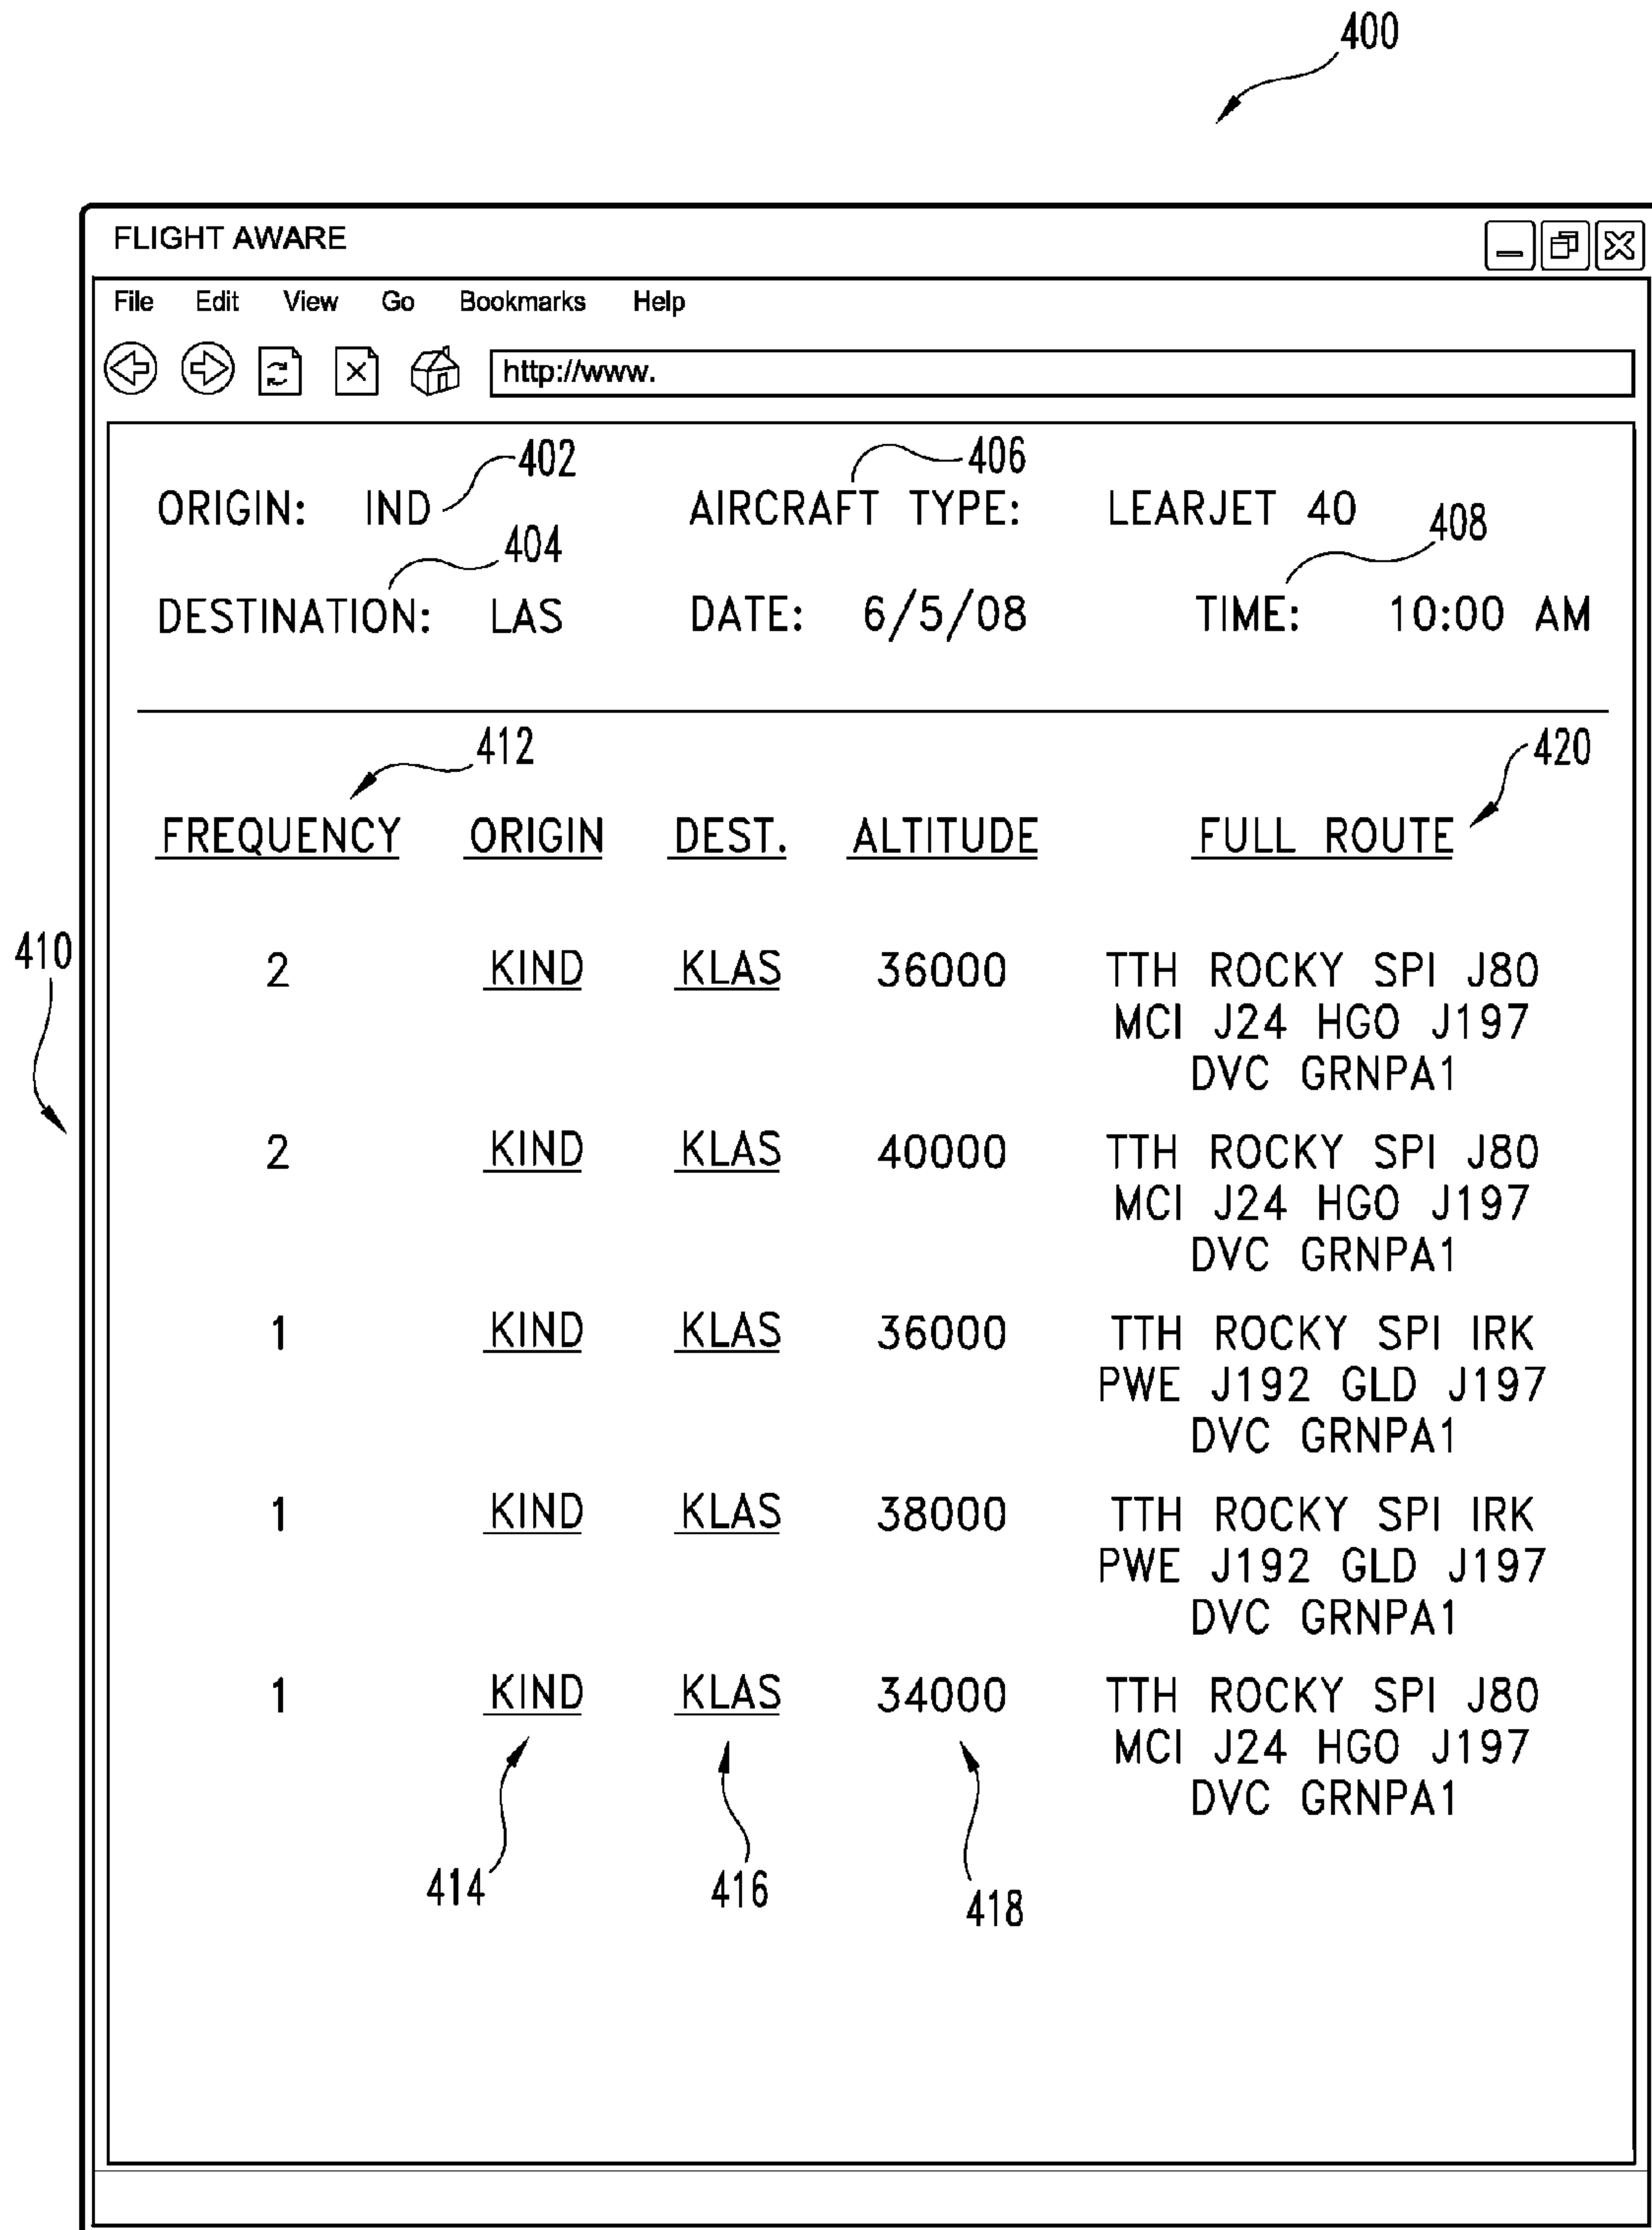 400
FLIGHT AWARE
File Edit View Go Bookmarks Help
http://www.
402 406
ORIGIN: IND AIRCRAFT TYPE: LEARJET 40
404 408
DESTINATION: LAS DATE: 6/5/08 TIME: 10:00 AM
412 420
FREQUENCY ORIGIN DEST. ALTITUDE FULL ROUTE
410
2 KIND KLAS 36000 TTH ROCKY SPI J80
MCI J24 HGO J197
DVC GRNPA1
2 KIND KLAS 40000 TTH ROCKY SPI J80
MCI J24 HGO J197
DVC GRNPA1
1 KIND KLAS 36000 TTH ROCKY SPI IRK
PWE J192 GLD J197
DVC GRNPA1
1 KIND KLAS 38000 TTH ROCKY SPI IRK
PWE J192 GLD J197
DVC GRNPA1
1 KIND KLAS 34000 TTH ROCKY SPI J80
MCI J24 HGO J197
DVC GRNPA1
414 416 418